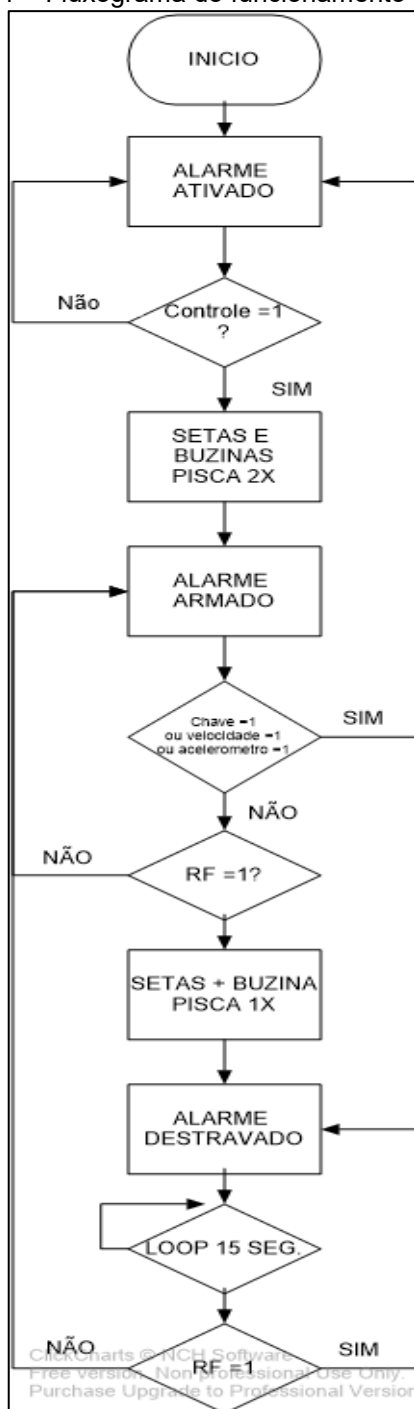 Fluxograma do funcionamento
INICIO
ALARME
ATIVADO
Não
Controle =1
?
SIM
SETAS E
BUZINAS
PISCA 2X
ALARME
ARMADO
Chave =1
ou velocidade =1
ou acelerometro =1
SIM
NÃO
NÃO
RF =1?
SETAS + BUZINA
PISCA 1X
ALARME
DESTRAVADO
LOOP 15 SEG.
NÃO
SIM
RF =1
ClickCharts © NCH Software
Free version. Non-professional Use Only.
Purchase Upgrade to Professional Version